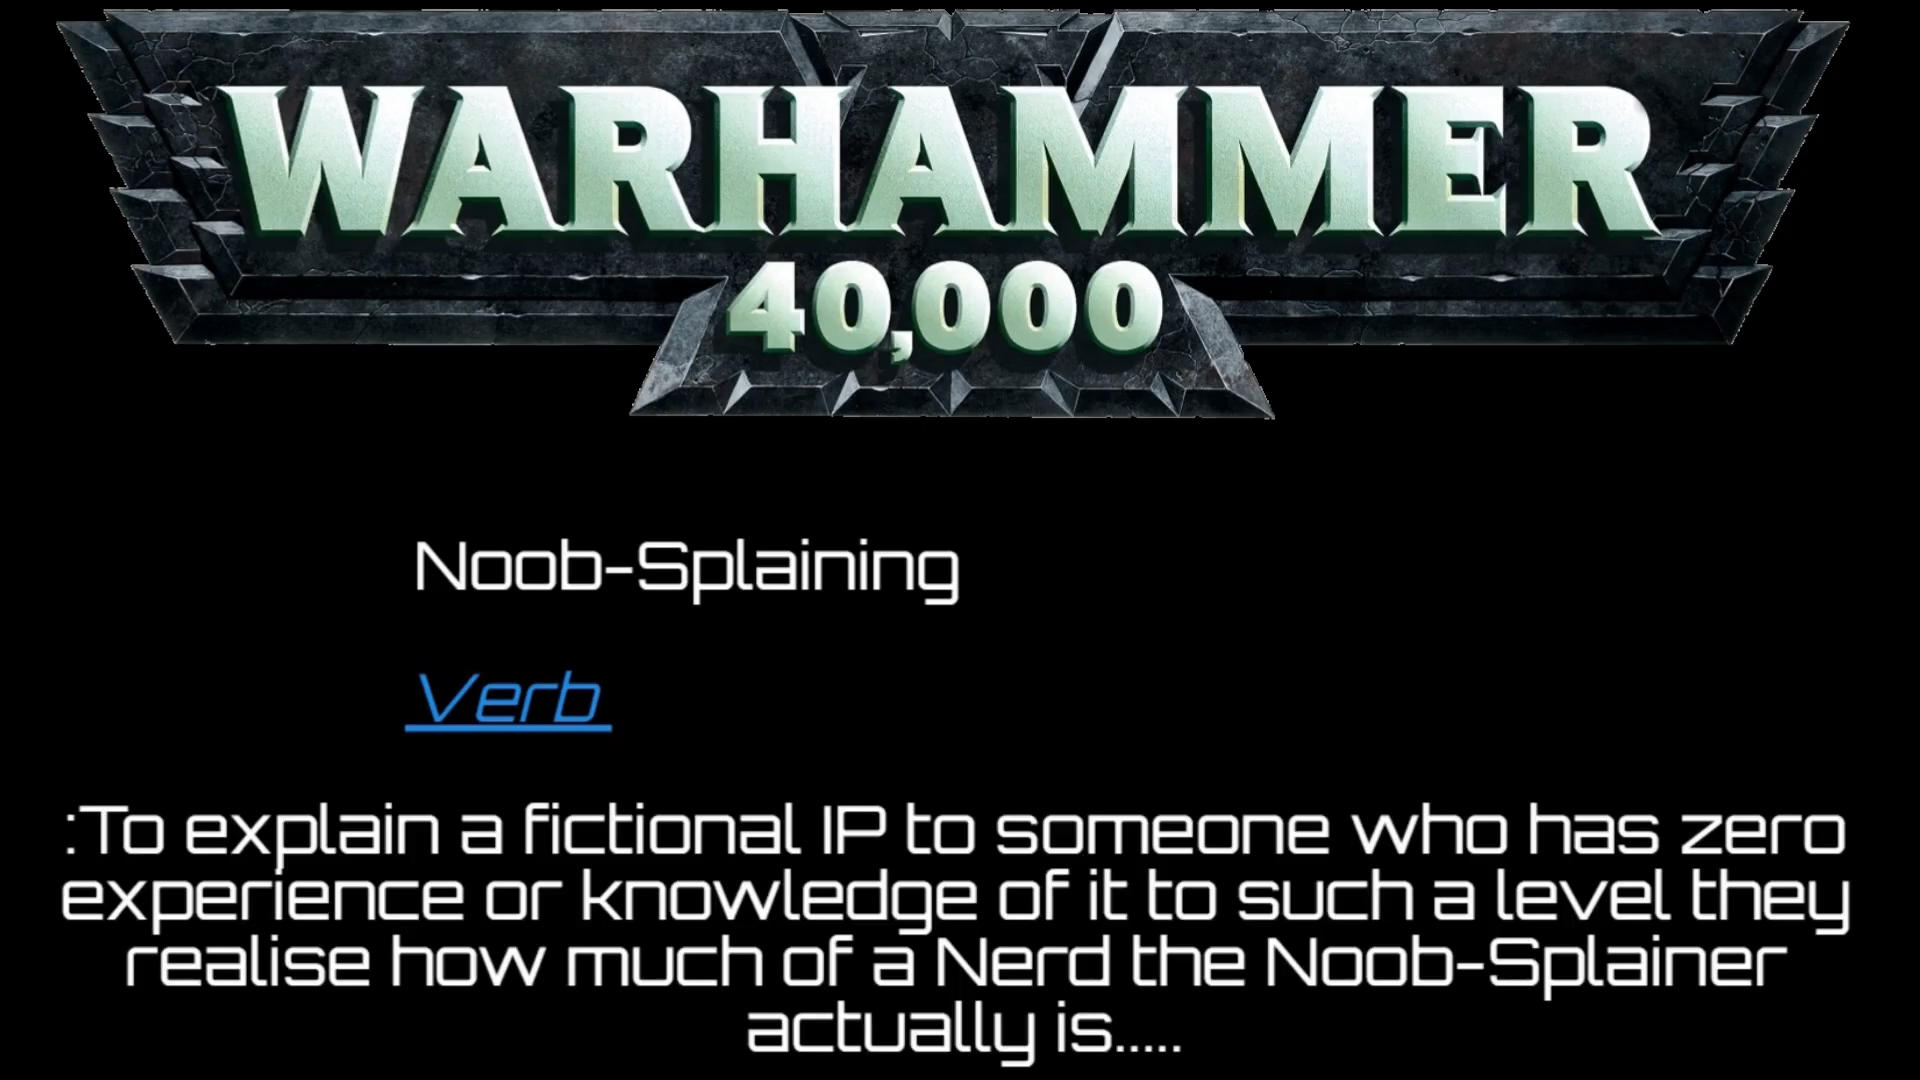 WARHAMMER
40,000
Noob-Splaining
Verb
:To explain a fictional IP to someone who has zero
experience or knowledge of it to such a level they
realise how much of a Nerd the Noob-Splainer
actually is.....